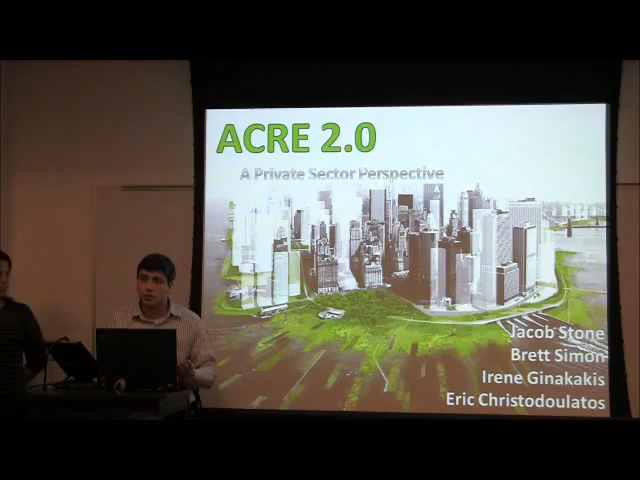 ACRE 2.0
A Private Sector Perspective
Jacob Stone
Brett Simon
Irene Ginakakis
Eric Christodoulatos